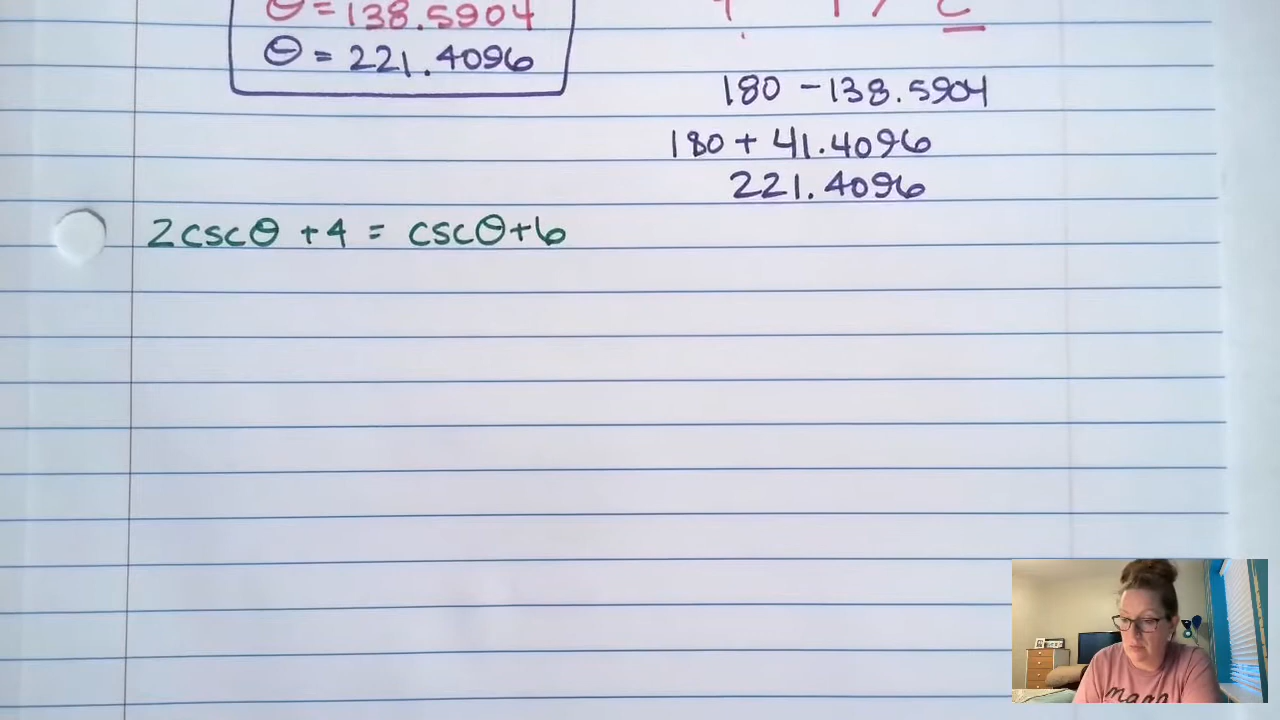 θ = 138.5904
θ = 221.4096
180 - 138.5904
180 + 41.4096
221.4096
2cscθ + 4 = cscθ + 6